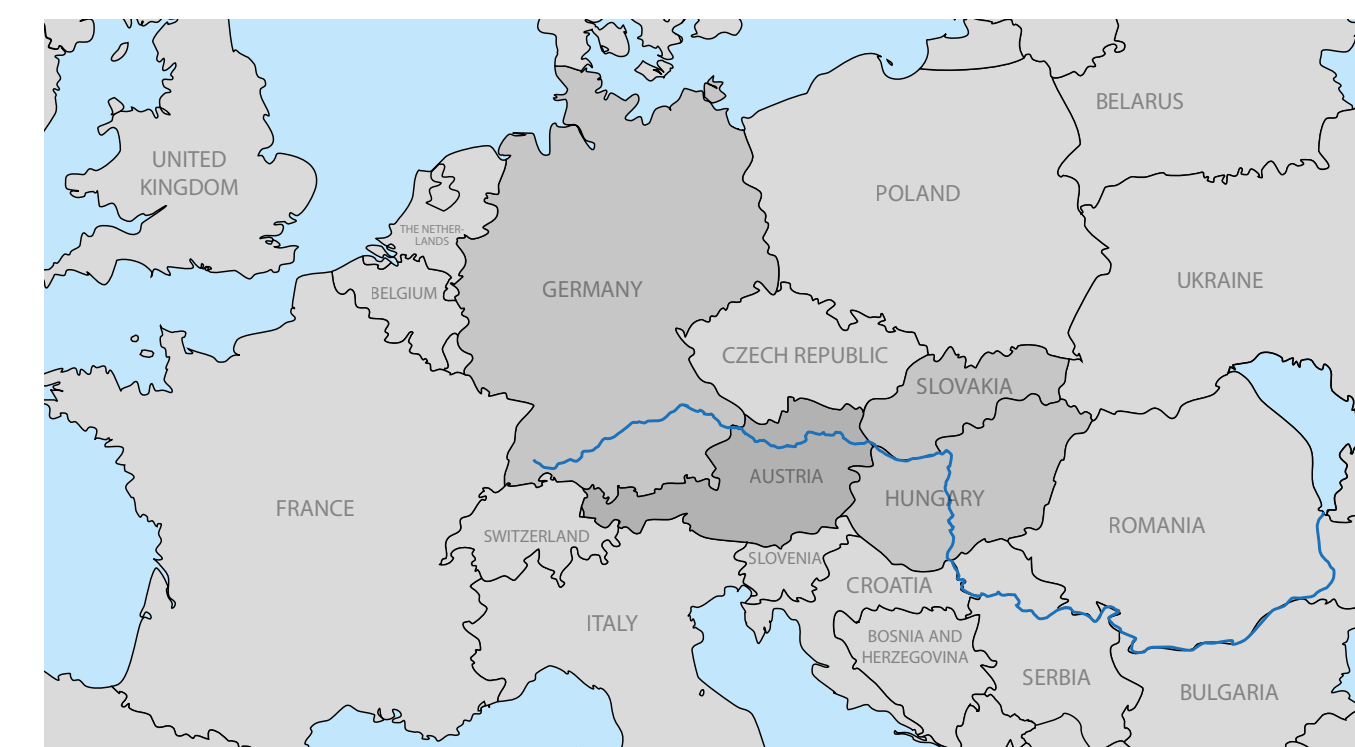 BELARUS
UNITED
KINGDOM
POLAND
THE NETHER-
LANDS
UKRAINE
GERMANY
BELGIUM
CZECH REPUBLIC
SLOVAKIA
AUSTRIA
HUNGARY
FRANCE
ROMANIA
SWITZERLAND
SLOVENIA
CROATIA
ITALY
BOSNIA AND
HERZEGOVINA
SERBIA
BULGARIA